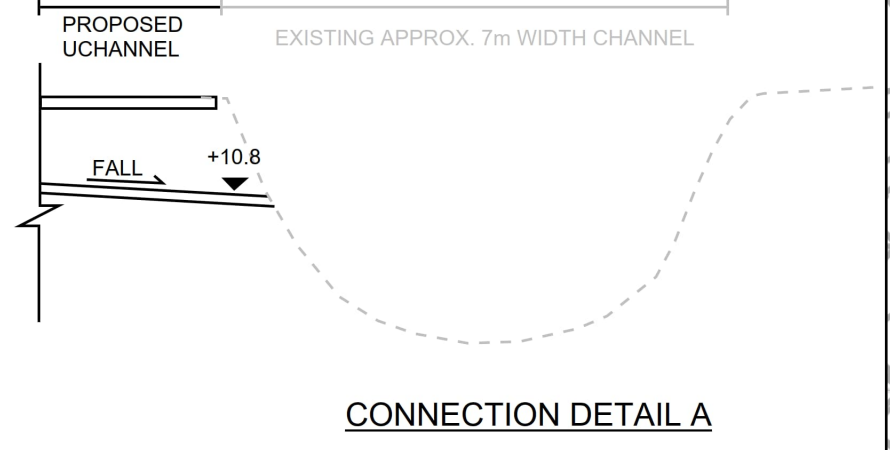 PROPOSED
UCHANNEL
EXISTING APPROX. 7m WIDTH CHANNEL
+10.8
FALL
CONNECTION DETAIL A